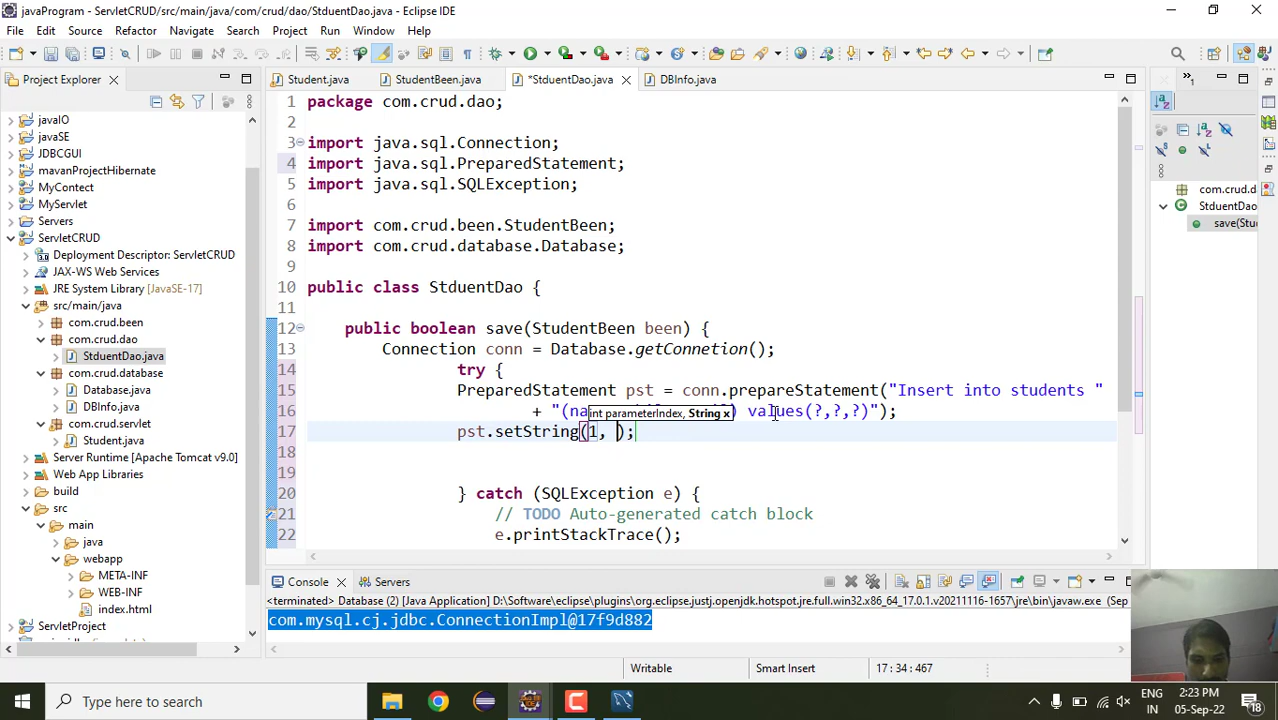 javaProgram - ServletCRUD/src/main/java/com/crud/dao/StduentDao.java - Eclipse IDE
File Edit Source Refactor Navigate Search Project Run Window Help
Project Explorer
Student.java
StudentBeen.java
*StduentDao.java
DBInfo.java
javaIO
javaSE
JDBCGUI
mavanProjectHibernate
MyContect
MyServlet
Servers
ServletCRUD
Deployment Descriptor: ServletCRUD
JAX-WS Web Services
JRE System Library [JavaSE-17]
src/main/java
com.crud.been
com.crud.dao
StduentDao.java
com.crud.database
Database.java
DBInfo.java
com.crud.servlet
Student.java
Server Runtime [Apache Tomcat v9.0]
Web App Libraries
build
src
main
java
webapp
META-INF
WEB-INF
index.html
ServletProject
1 package com.crud.dao;
2
3 import java.sql.Connection;
4 import java.sql.PreparedStatement;
5 import java.sql.SQLException;
6
7 import com.crud.been.StudentBeen;
8 import com.crud.database.Database;
9
10 public class StduentDao {
11
12 public boolean save(StudentBeen been) {
13 Connection conn = Database.getConnetion();
14 try {
15 PreparedStatement pst = conn.prepareStatement("Insert into students "
16 + "(na ) values(?,?,?)");
int parameterIndex, String x
17 pst.setString(1, );
18
19
20 } catch (SQLException e) {
21 // TODO Auto-generated catch block
22 e.printStackTrace();
com.crud.dao
StduentDao
save(Stu
Console
Servers
<terminated> Database (2) [Java Application] D:\Software\eclipse\plugins\org.eclipse.justj.openjdk.hotspot.jre.full.win32.x86_64_17.0.1.v20211116-1657\jre\bin\javaw.exe (Sep
com.mysql.cj.jdbc.ConnectionImpl@17f9d882
Writable
Smart Insert
17 : 34 : 467
Type here to search
ENG
IN
2:23 PM
05-Sep-22
18